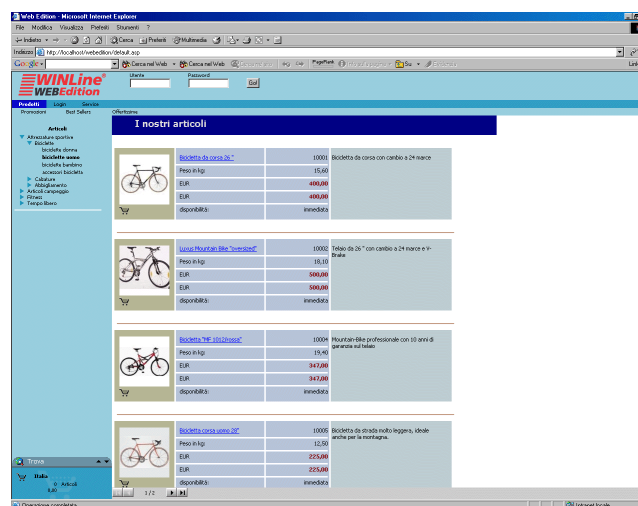 Web Edition - Microsoft Internet Explorer
File Modifica Visualizza Preferiti Strumenti ?
Indietro Cerca Preferiti Multimedia
Indirizzo http://localhost/webedition/default.asp
Google Cerca nel Web Cerca nel Web PageRank Su
WINLine®
WEBEdition
Utente Password
Go!
Prodotti Login Service
Promozioni Best Sellers Offertissime
I nostri articoli
Articoli
Attrezzature sportive
Biciclette
biciclette donna
biciclette uomo
biciclette bambino
accessori bicicletta
Calzature
Abbigliamento
Articoli campeggio
Fitness
Tempo libero
Bicicletta da corsa 26 " 10001 Bicicletta da corsa con cambio a 24 marce
Peso in kg: 15,60
EUR 400,00
EUR 400,00
disponibilità: immediata
Luxus Mountain Bike "oversized" 10002 Telaio da 26 " con cambio a 24 marce e V-
Brake
Peso in kg: 18,10
EUR 500,00
EUR 500,00
disponibilità: immediata
Bicicletta "MF 1012/rossa" 10004 Mountain-Bike professionale con 10 anni di
garanzia sul telaio
Peso in kg: 19,40
EUR 347,00
EUR 347,00
disponibilità: immediata
Bicicletta corsa uomo 28" 10005 Bicicletta da strada molto leggera, ideale
anche per la montagna.
Peso in kg: 12,50
EUR 225,00
EUR 225,00
disponibilità: immediata
Trova
Italia
0 Articoli
0,00
1/2
Operazione completata
Intranet locale